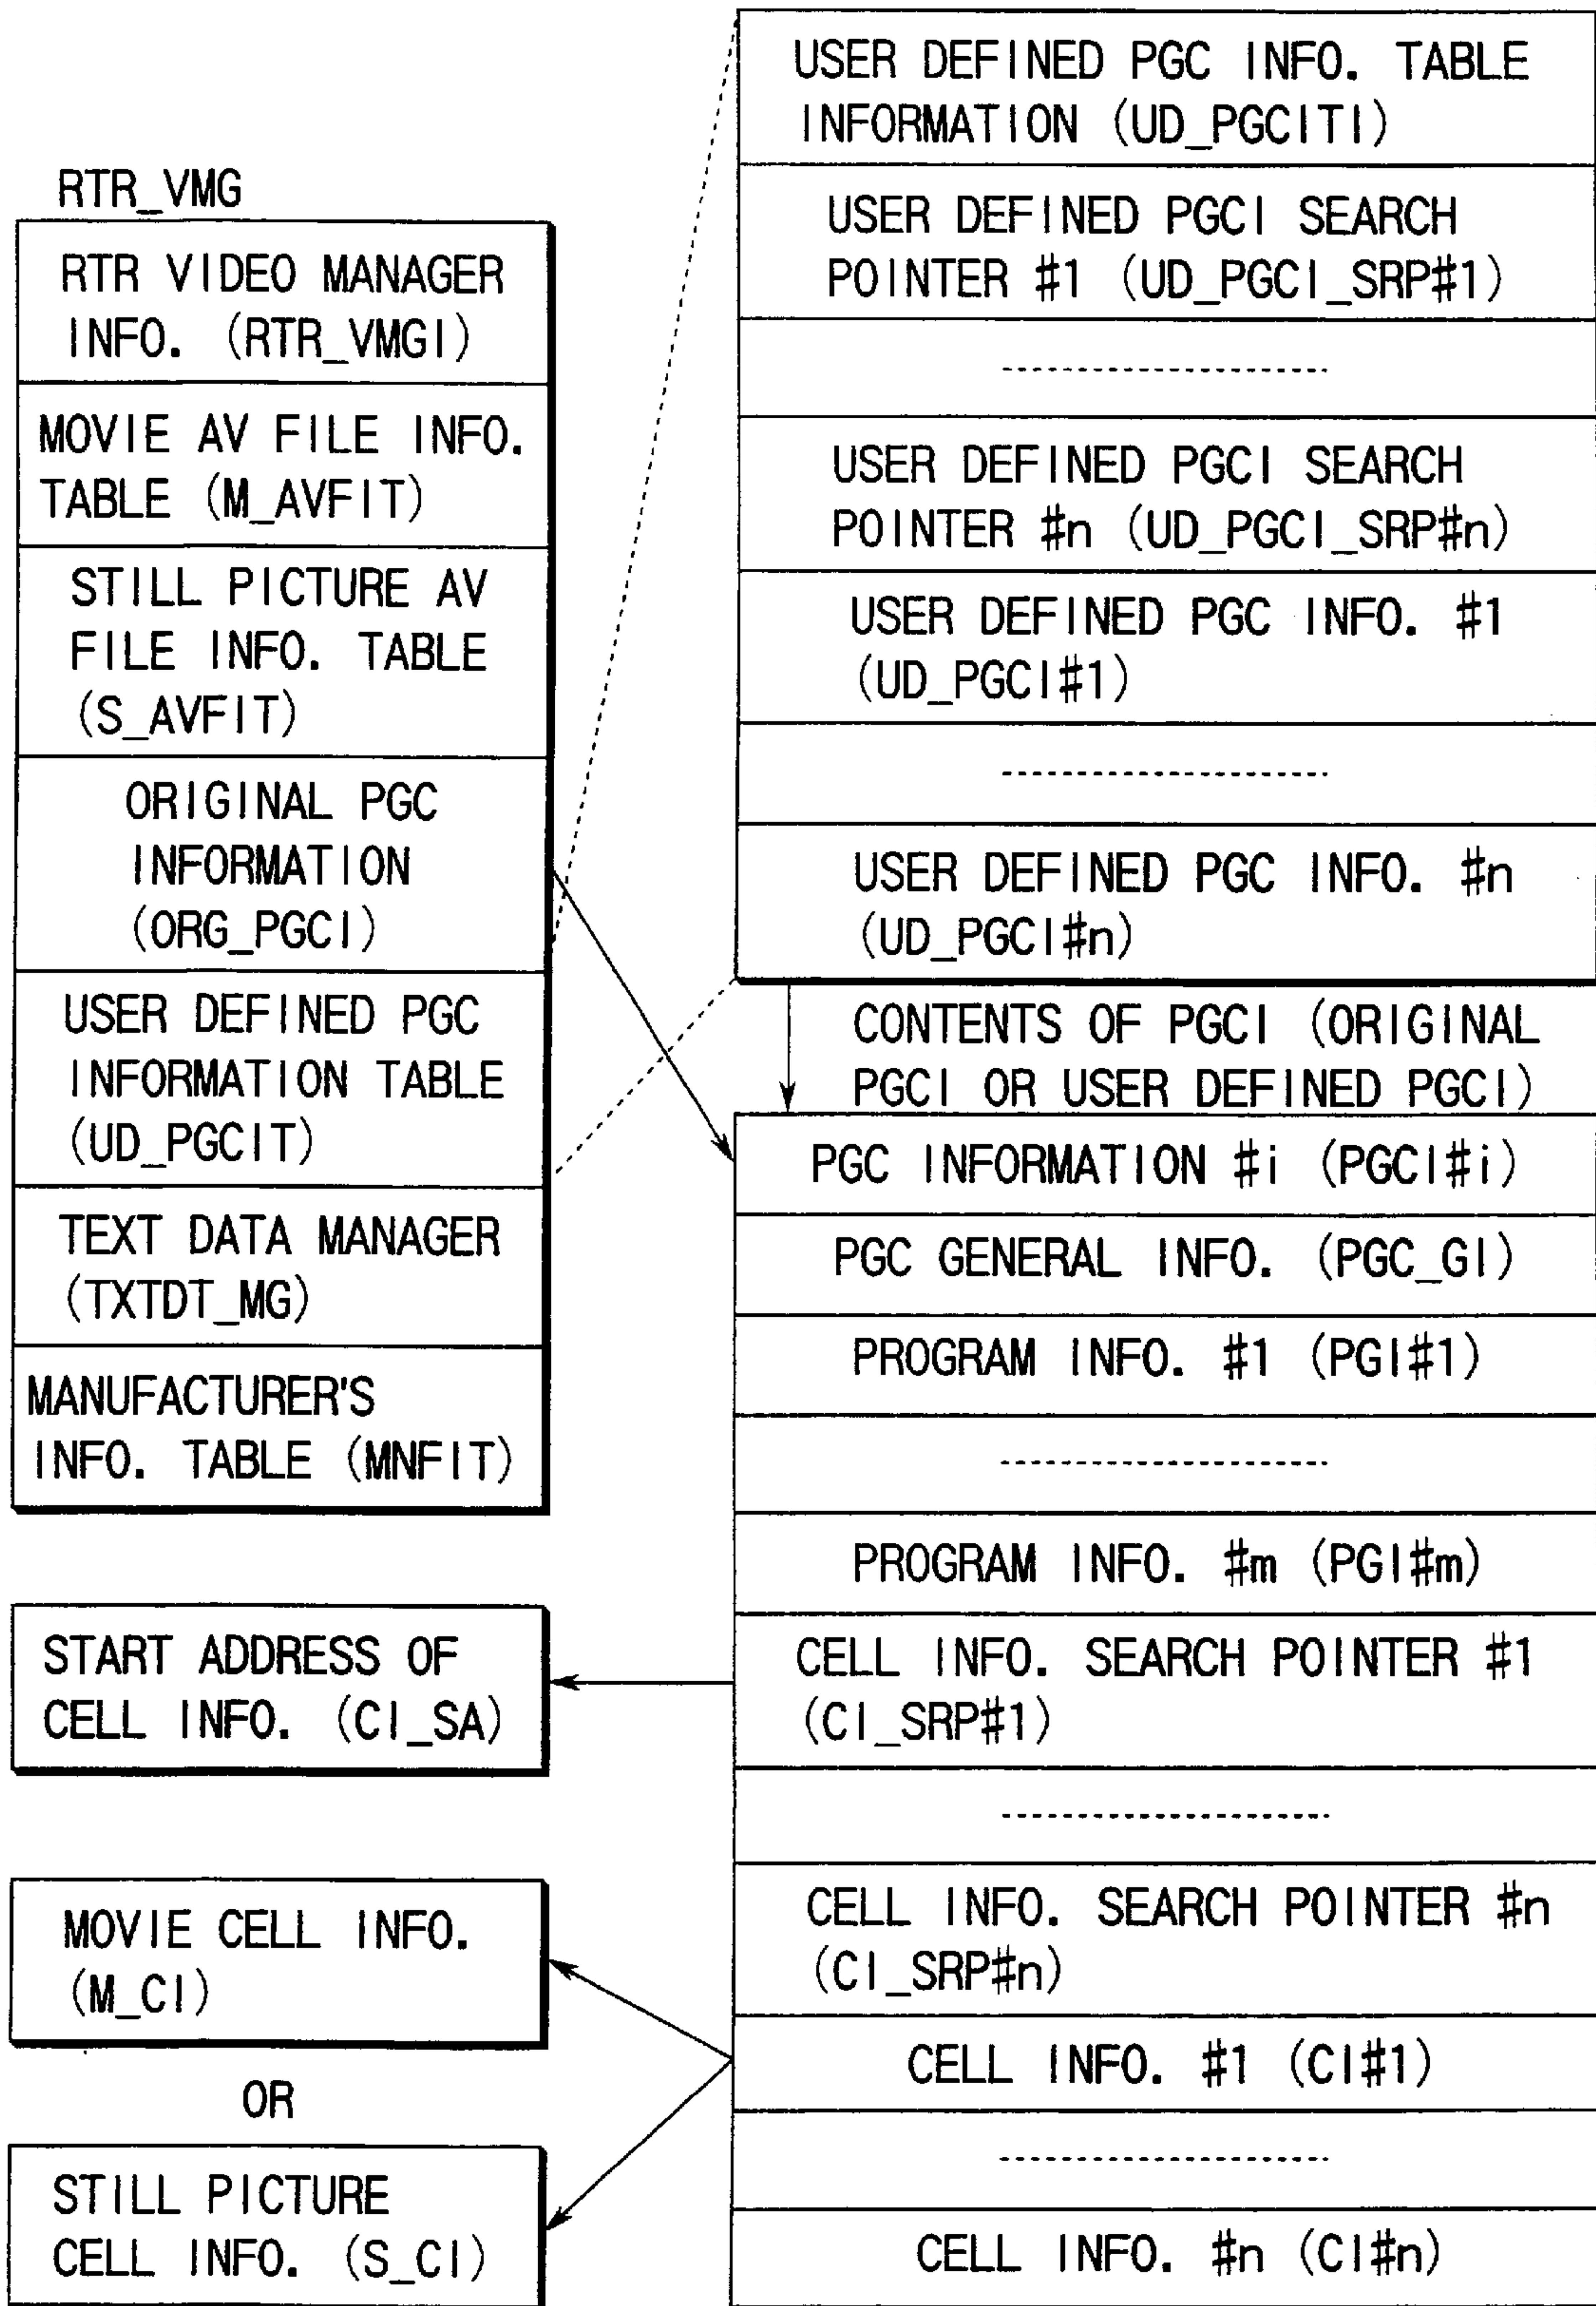 RTR_VMG
RTR VIDEO MANAGER
INFO. (RTR_VMGI)
MOVIE AV FILE INFO.
TABLE (M_AVFIT)
STILL PICTURE AV
FILE INFO. TABLE
(S_AVFIT)
ORIGINAL PGC
INFORMATION
(ORG_PGCI)
USER DEFINED PGC
INFORMATION TABLE
(UD_PGCIT)
TEXT DATA MANAGER
(TXTDT_MG)
MANUFACTURER'S
INFO. TABLE (MNFIT)
START ADDRESS OF
CELL INFO. (CI_SA)
MOVIE CELL INFO.
(M_CI)
OR
STILL PICTURE
CELL INFO. (S_CI)
USER DEFINED PGC INFO. TABLE
INFORMATION (UD_PGCITI)
USER DEFINED PGCI SEARCH
POINTER #1 (UD_PGCI_SRP#1)
USER DEFINED PGCI SEARCH
POINTER #n (UD_PGCI_SRP#n)
USER DEFINED PGC INFO. #1
(UD_PGCI#1)
USER DEFINED PGC INFO. #n
(UD_PGCI#n)
CONTENTS OF PGCI (ORIGINAL
PGCI OR USER DEFINED PGCI)
PGC INFORMATION #i (PGCI#i)
PGC GENERAL INFO. (PGC_GI)
PROGRAM INFO. #1 (PGI#1)
PROGRAM INFO. #m (PGI#m)
CELL INFO. SEARCH POINTER #1
(CI_SRP#1)
CELL INFO. SEARCH POINTER #n
(CI_SRP#n)
CELL INFO. #1 (CI#1)
CELL INFO. #n (CI#n)